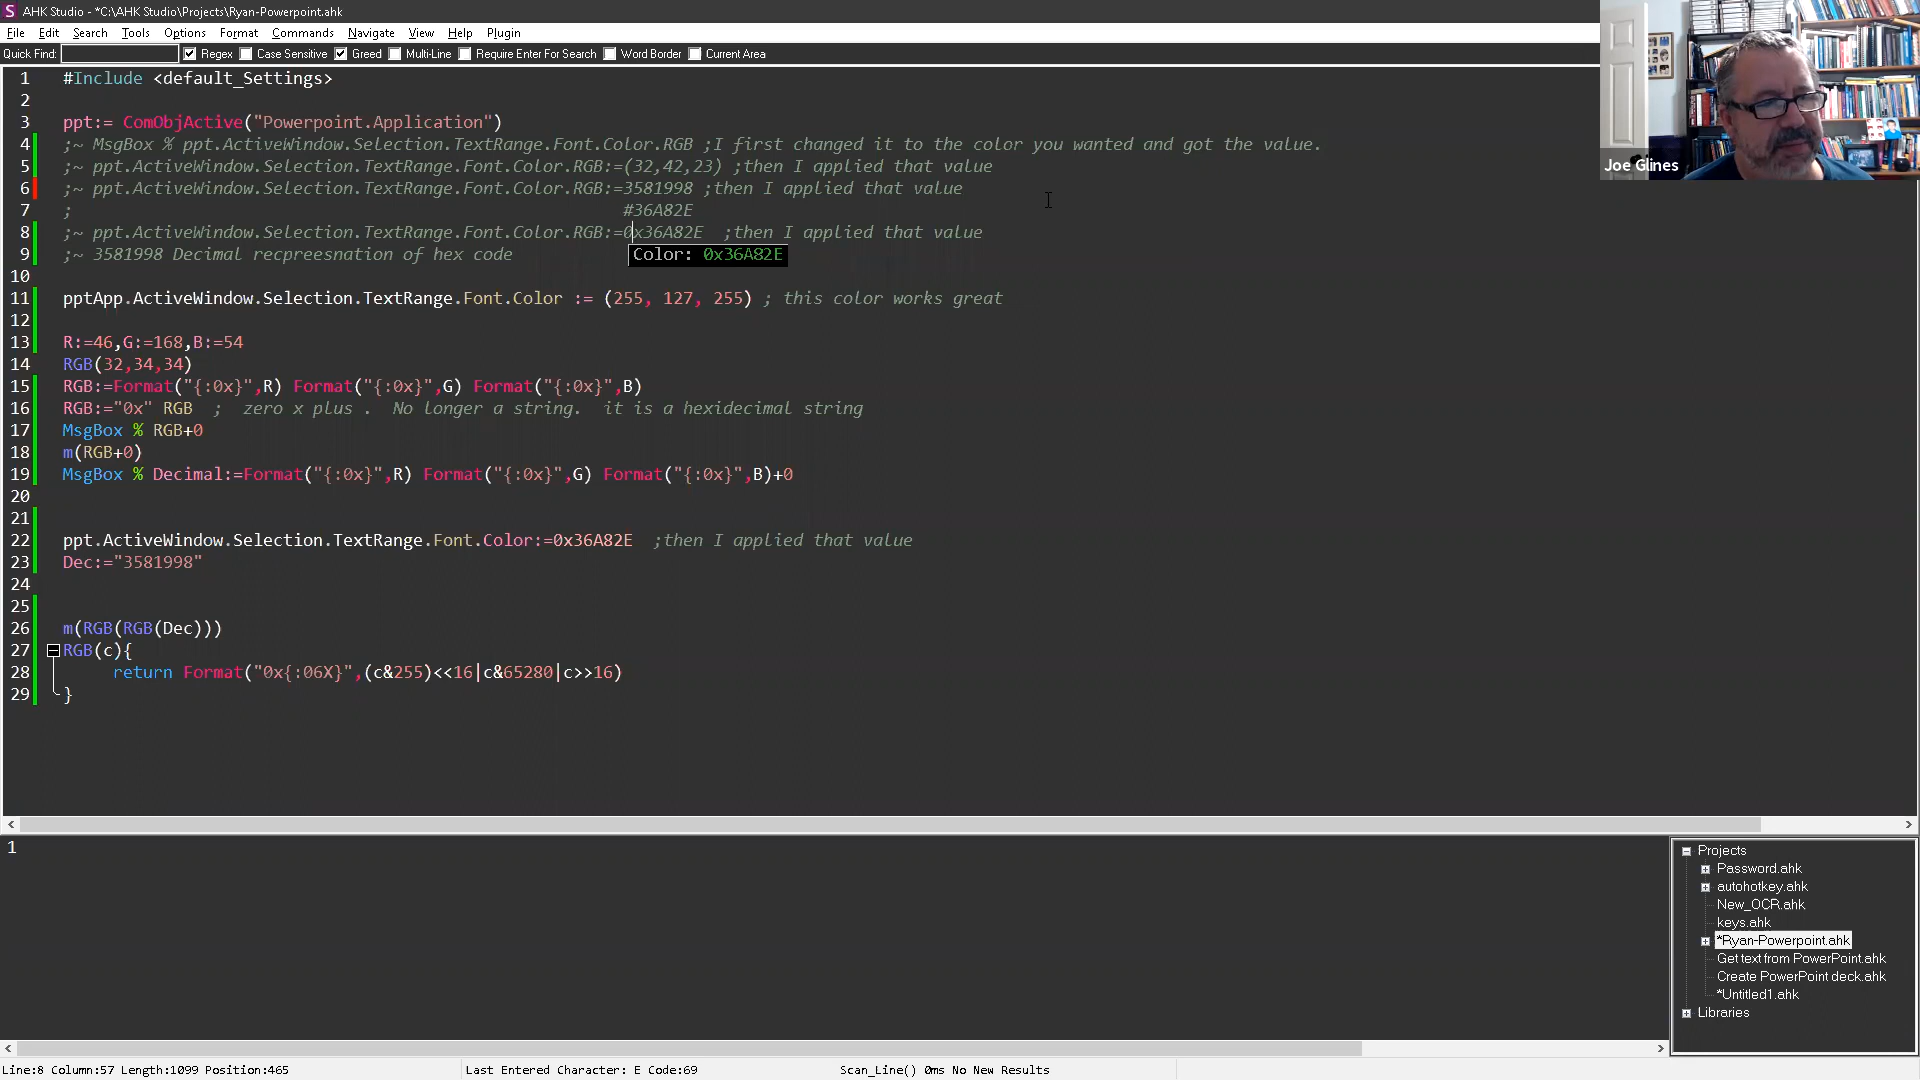 S AHK Studio - *C:\AHK Studio\Projects\Ryan-Powerpoint.ahk
File Edit Search Tools Options Format Commands Navigate View Help Plugin
Quick Find: Regex Case Sensitive Greed Multi-Line Require Enter For Search Word Border Current Area
1 #Include <default_Settings>
2
3 ppt:= ComObjActive("Powerpoint.Application")
4 ;~ MsgBox % ppt.ActiveWindow.Selection.TextRange.Font.Color.RGB ;I first changed it to the color you wanted and got the value.
5 ;~ ppt.ActiveWindow.Selection.TextRange.Font.Color.RGB:=(32,42,23) ;then I applied that value
6 ;~ ppt.ActiveWindow.Selection.TextRange.Font.Color.RGB:=3581998 ;then I applied that value
7 ; #36A82E
8 ;~ ppt.ActiveWindow.Selection.TextRange.Font.Color.RGB:=0x36A82E ;then I applied that value
9 ;~ 3581998 Decimal recpreesnation of hex code
Color: 0x36A82E
10
11 pptApp.ActiveWindow.Selection.TextRange.Font.Color := (255, 127, 255) ; this color works great
12
13 R:=46,G:=168,B:=54
14 RGB(32,34,34)
15 RGB:=Format("{:0x}",R) Format("{:0x}",G) Format("{:0x}",B)
16 RGB:="0x" RGB ; zero x plus . No longer a string. it is a hexidecimal string
17 MsgBox % RGB+0
18 m(RGB+0)
19 MsgBox % Decimal:=Format("{:0x}",R) Format("{:0x}",G) Format("{:0x}",B)+0
20
21
22 ppt.ActiveWindow.Selection.TextRange.Font.Color:=0x36A82E ;then I applied that value
23 Dec:="3581998"
24
25
26 m(RGB(RGB(Dec)))
27 RGB(c){
28 return Format("0x{:06X}",(c&255)<<16|c&65280|c>>16)
29 }
Joe Glines
1
Projects
Password.ahk
autohotkey.ahk
New_OCR.ahk
keys.ahk
*Ryan-Powerpoint.ahk
Get text from PowerPoint.ahk
Create PowerPoint deck.ahk
*Untitled1.ahk
Libraries
Line:8 Column:57 Length:1099 Position:465 Last Entered Character: E Code:69 Scan_Line() 0ms No New Results